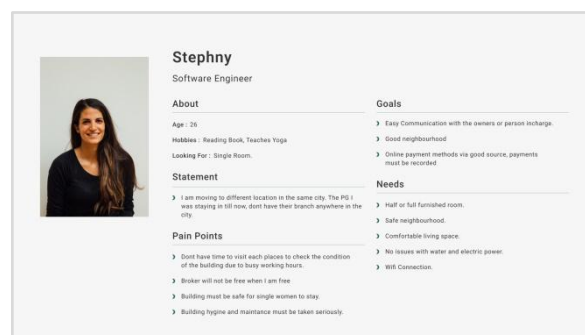 Stephny
Software Engineer
About
Age : 26
Hobbies : Reading Book, Teaches Yoga
Looking For : Single Room.
Statement
I am moving to different location in the same city. The PG I
was staying in till now, dont have their branch anywhere in the
city.
Pain Points
Dont have time to visit each places to check the condition
of the building due to busy working hours.
Broker will not be free when I am free
Building must be safe for single women to stay.
Building hygine and maintance must be taken seriously.
Goals
Easy Communication with the owners or person incharge.
Good neighbourhood
Online payment methods via good source, payments
must be recorded
Needs
Half or full furnished room.
Safe neighbourhood.
Comfortable living space.
No issues with water and electric power.
Wifi Connection.